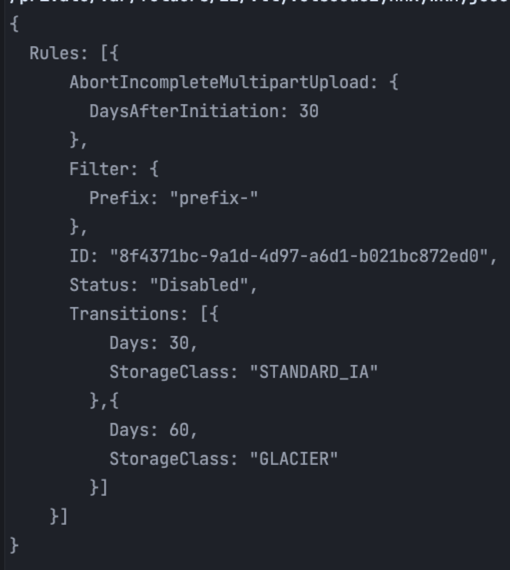 {
  Rules: [{
      AbortIncompleteMultipartUpload: {
        DaysAfterInitiation: 30
      },
      Filter: {
        Prefix: "prefix-"
      },
      ID: "8f4371bc-9a1d-4d97-a6d1-b021bc872ed0",
      Status: "Disabled",
      Transitions: [{
          Days: 30,
          StorageClass: "STANDARD_IA"
        },{
          Days: 60,
          StorageClass: "GLACIER"
        }]
    }]
}